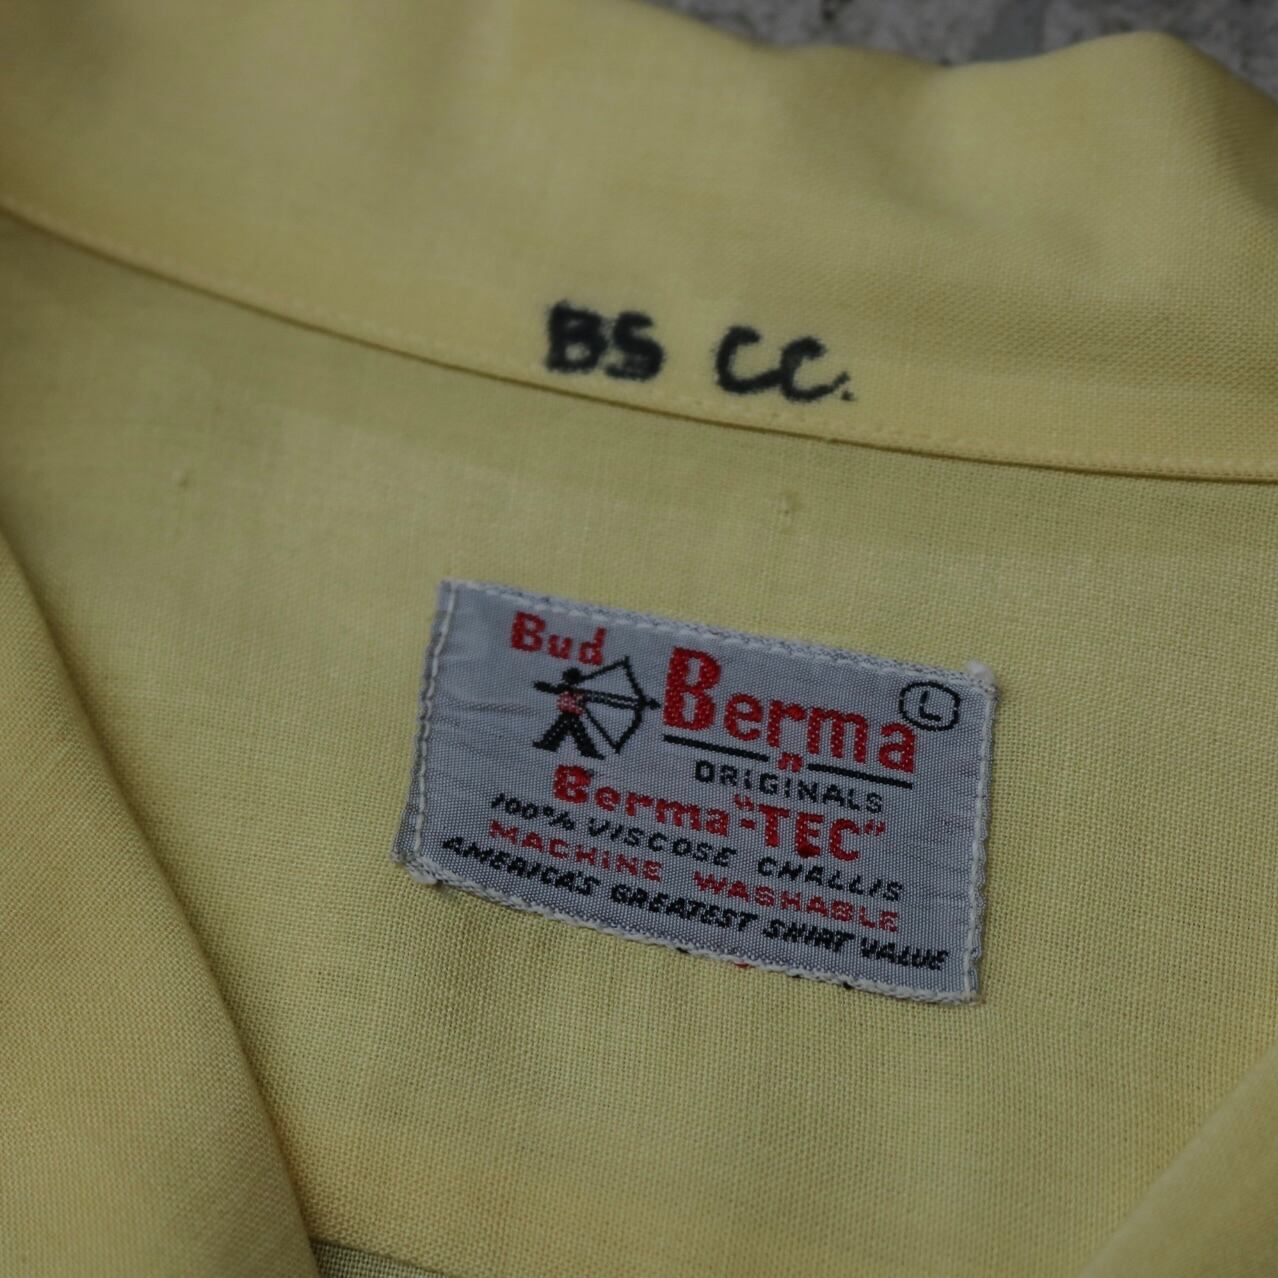 BS CC.
Bud
Berma L
ORIGINALS
Berma"-TEC"
100% VISCOSE CHALLIS
MACHINE WASHABLE
AMERICA'S GREATEST SHIRT VALUE